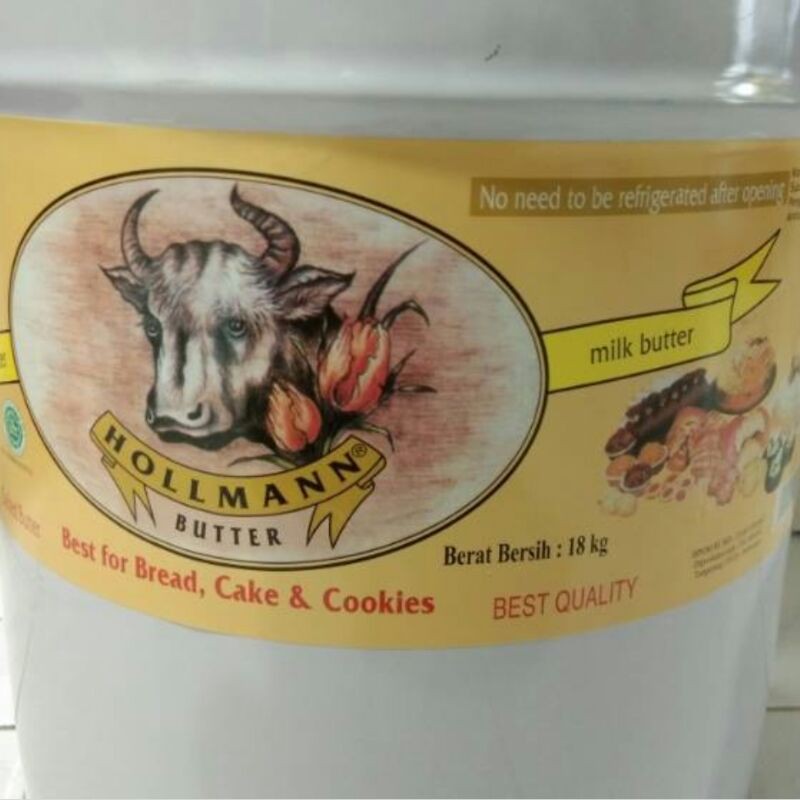 No need to be refrigerated after opening
milk butter
HOLLMANN®
BUTTER
Best for Bread, Cake & Cookies
Berat Bersih : 18 kg
BEST QUALITY